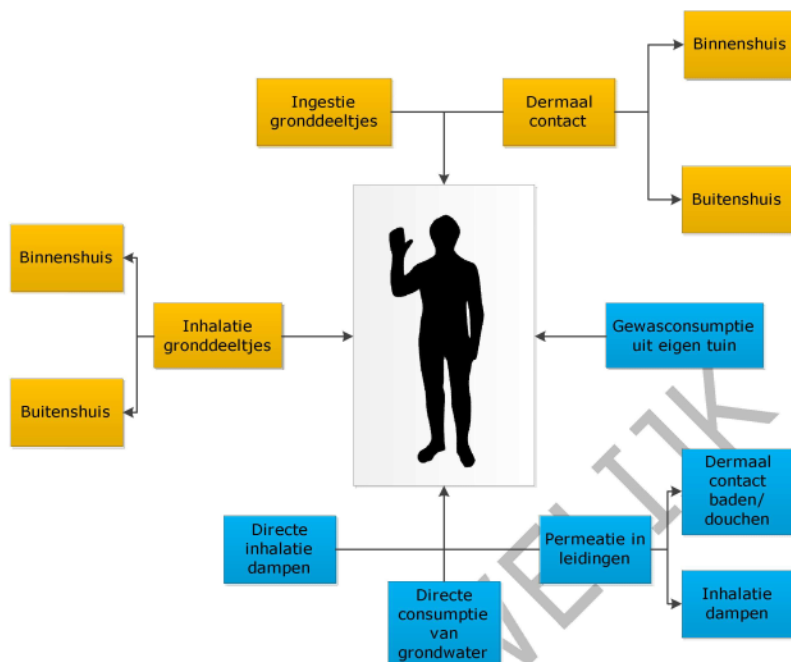 Binnenshuis
Ingestie
gronddeeltjes
Dermaal
contact
Buitenshuis
Binnenshuis
Inhalatie
gronddeeltjes
Buitenshuis
Gewasconsumptie
uit eigen tuin
Dermaal
contact
baden/
douchen
Directe
inhalatie
dampen
Permeatie in
leidingen
Directe
consumptie
van
grondwater
Inhalatie
dampen
VELIJK